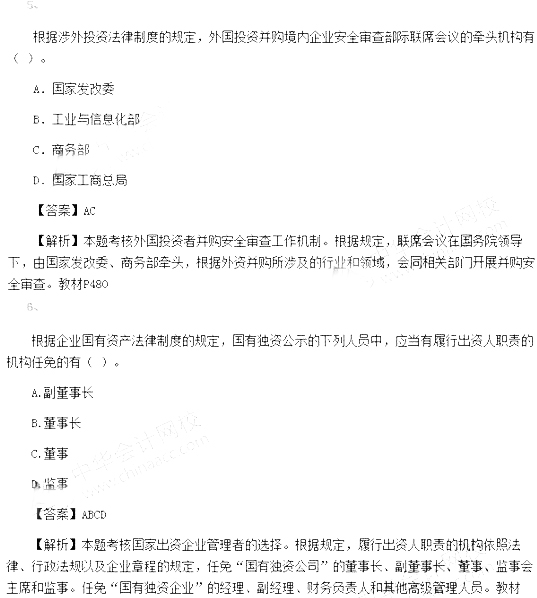 5、
根据涉外投资法律制度的规定，外国投资并购境内企业安全审查部际联席会议的牵头机构有
（ ）。
A．国家发改委
B．工业与信息化部
C．商务部
D．国家工商总局
【答案】AC
【解析】本题考核外国投资者并购安全审查工作机制。根据规定，联席会议在国务院领导
下，由国家发改委、商务部牵头，根据外资并购所涉及的行业和领域，会同相关部门开展并购安
全审查。教材P480
6、
根据企业国有资产法律制度的规定，国有独资公示的下列人员中，应当有履行出资人职责的
机构任免的有（ ）。
A.副董事长
B.董事长
C.董事
D.监事
【答案】ABCD
【解析】本题考核国家出资企业管理者的选择。根据规定，履行出资人职责的机构依照法
律、行政法规以及企业章程的规定，任免“国有独资公司”的董事长、副董事长、董事、监事会
主席和监事。任免“国有独资企业”的经理、副经理、财务负责人和其他高级管理人员。教材